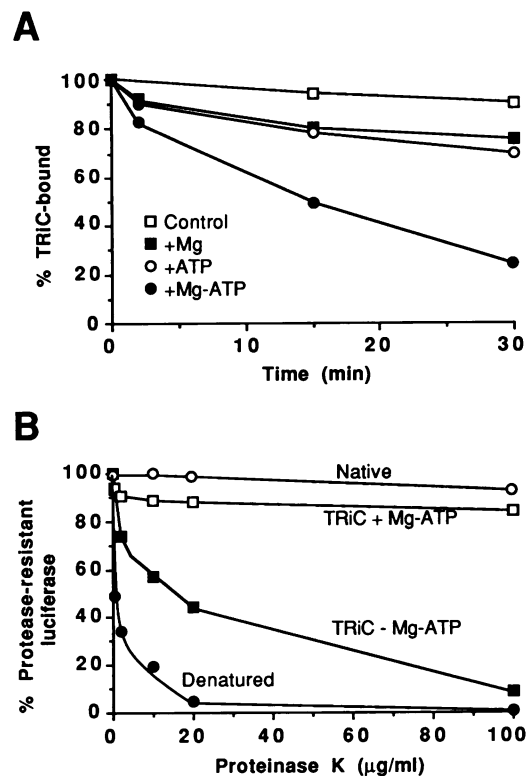 A
100
80
60
40
20
0
% TRiC-bound
Control
+Mg
+ATP
+Mg-ATP
0 10 20 30
Time (min)
B
100
80
60
40
20
0
% Protease-resistant
luciferase
Native
TRiC + Mg-ATP
TRiC - Mg-ATP
Denatured
0 20 40 60 80 100
Proteinase K (μg/ml)